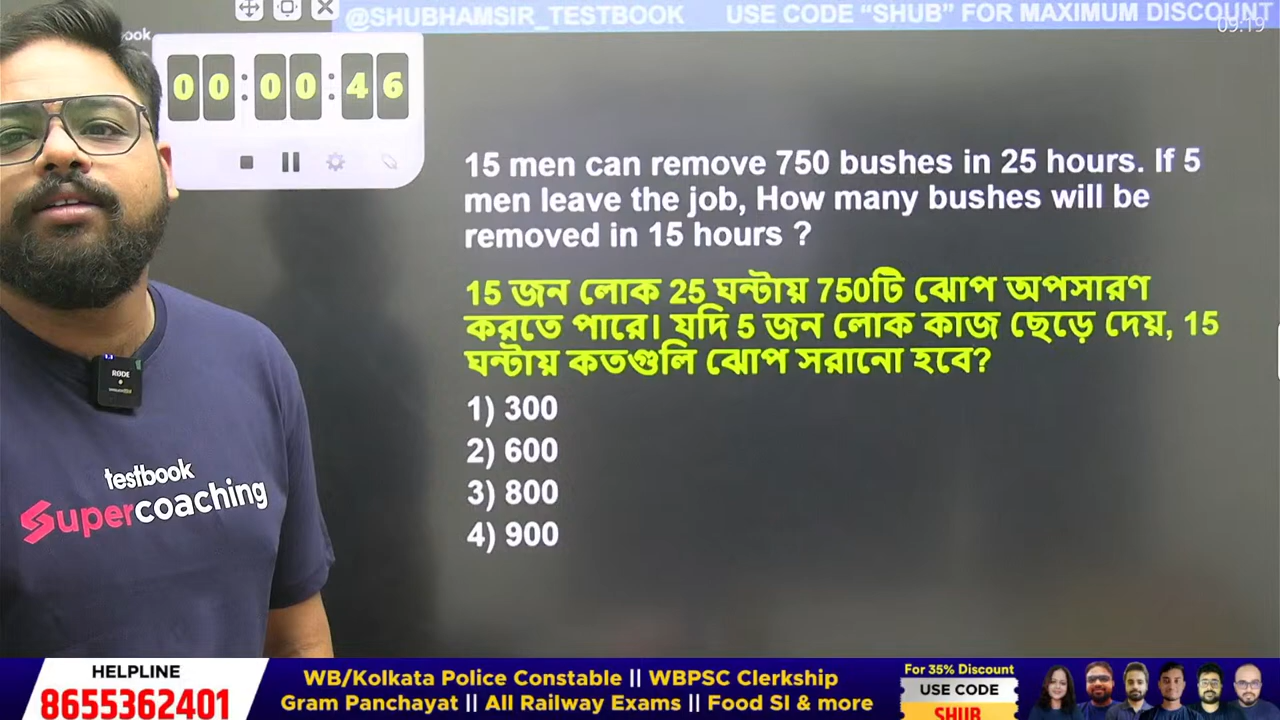 @SHUBHAMSIR_TESTBOOK USE CODE “SHUB” FOR MAXIMUM DISCOUNT
09:19
00:00:46
15 men can remove 750 bushes in 25 hours. If 5
men leave the job, How many bushes will be
removed in 15 hours ?
15 জন লোক 25 ঘন্টায় 750টি ঝোপ অপসারণ
করতে পারে। যদি 5 জন লোক কাজ ছেড়ে দেয়, 15
ঘন্টায় কতগুলি ঝোপ সরানো হবে?
1) 300
2) 600
3) 800
4) 900
RØDE
testbook
Supercoaching
HELPLINE
8655362401
WB/Kolkata Police Constable || WBPSC Clerkship
Gram Panchayat || All Railway Exams || Food SI & more
For 35% Discount
USE CODE
SHUB